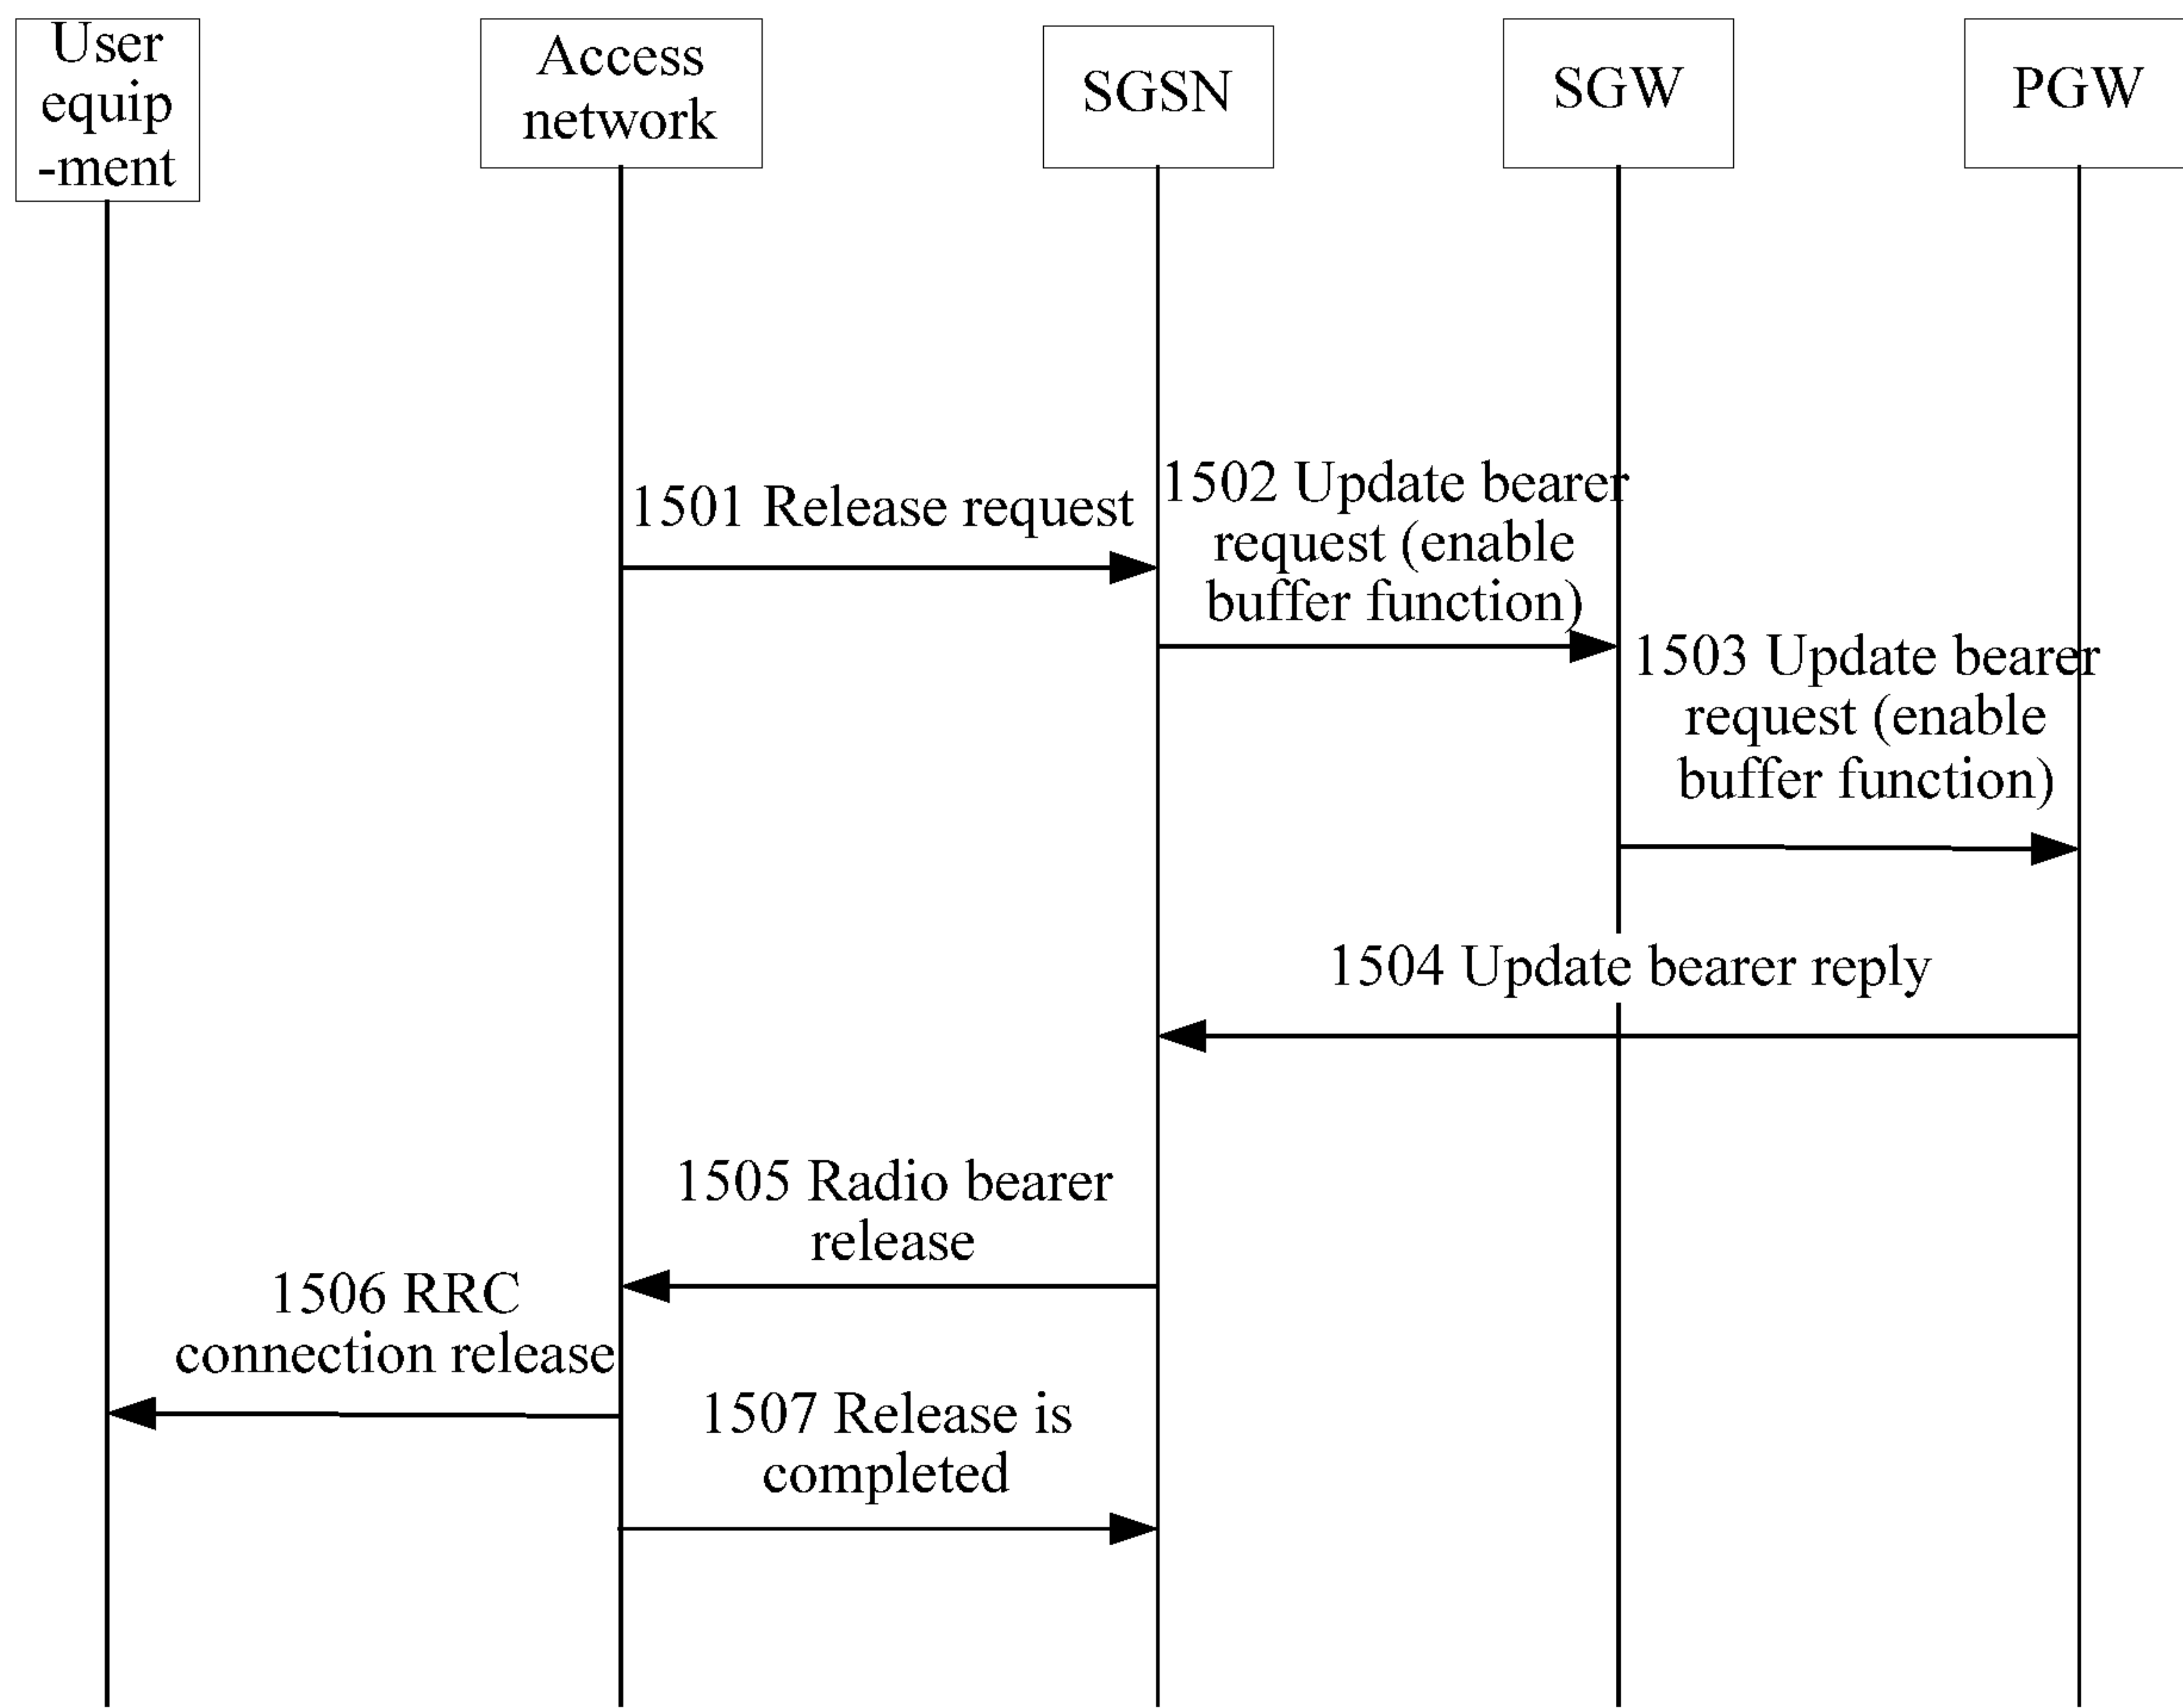 User
equip
-ment
Access
network
SGSN
SGW
PGW
1501 Release request
1502 Update bearer
request (enable
buffer function)
1503 Update bearer
request (enable
buffer function)
1504 Update bearer reply
1505 Radio bearer
release
1506 RRC
connection release
1507 Release is
completed